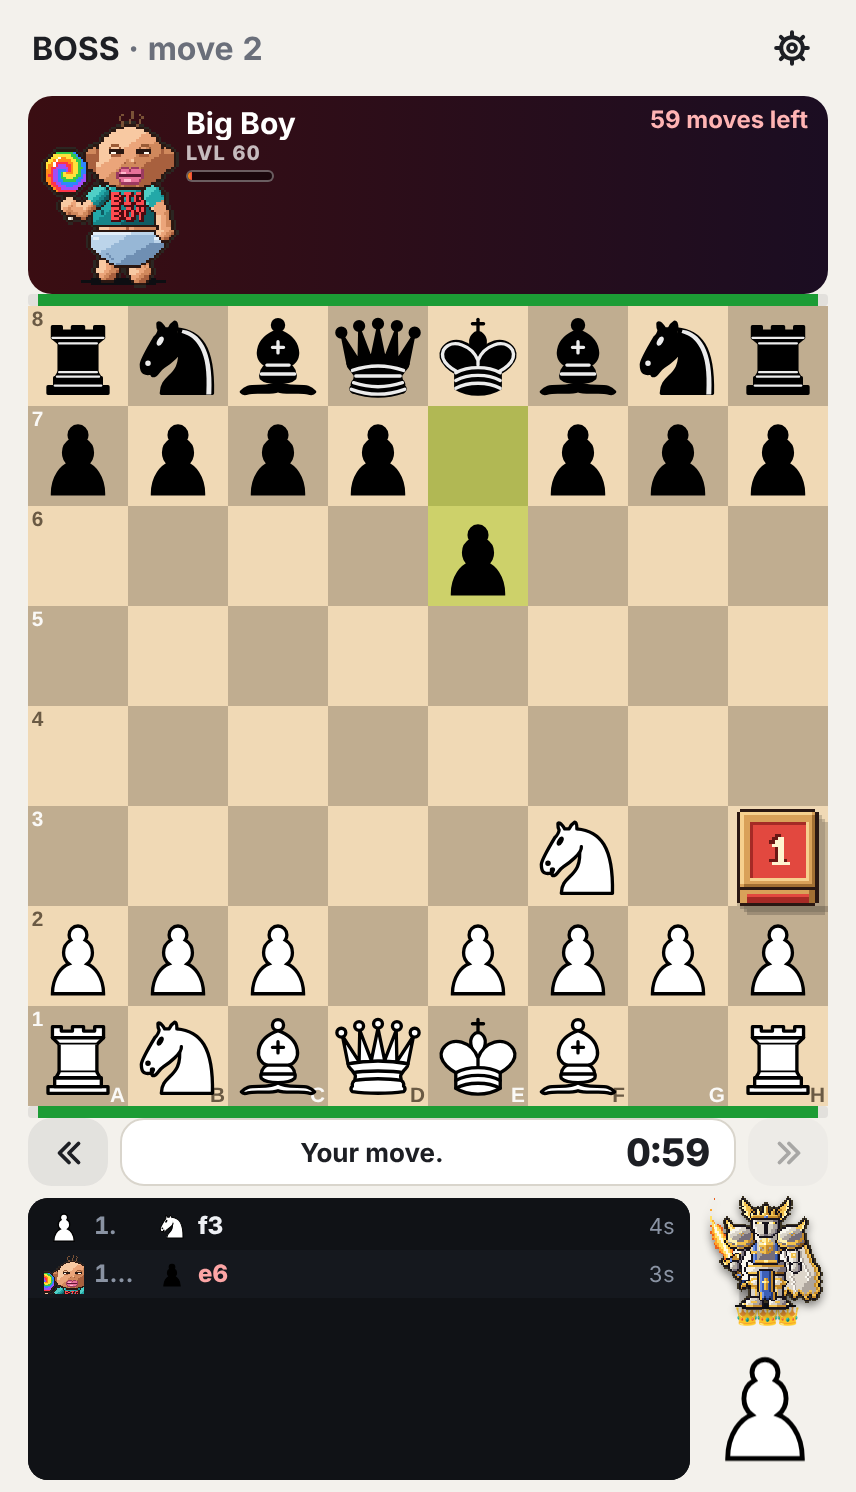 BOSS · move 2
Big Boy
59 moves left
LVL 60
BIG
BOY
8
7
6
5
4
3
1
2
1
A B C D E F G H
Your move. 0:59
1. f3 4s
1... e6 3s